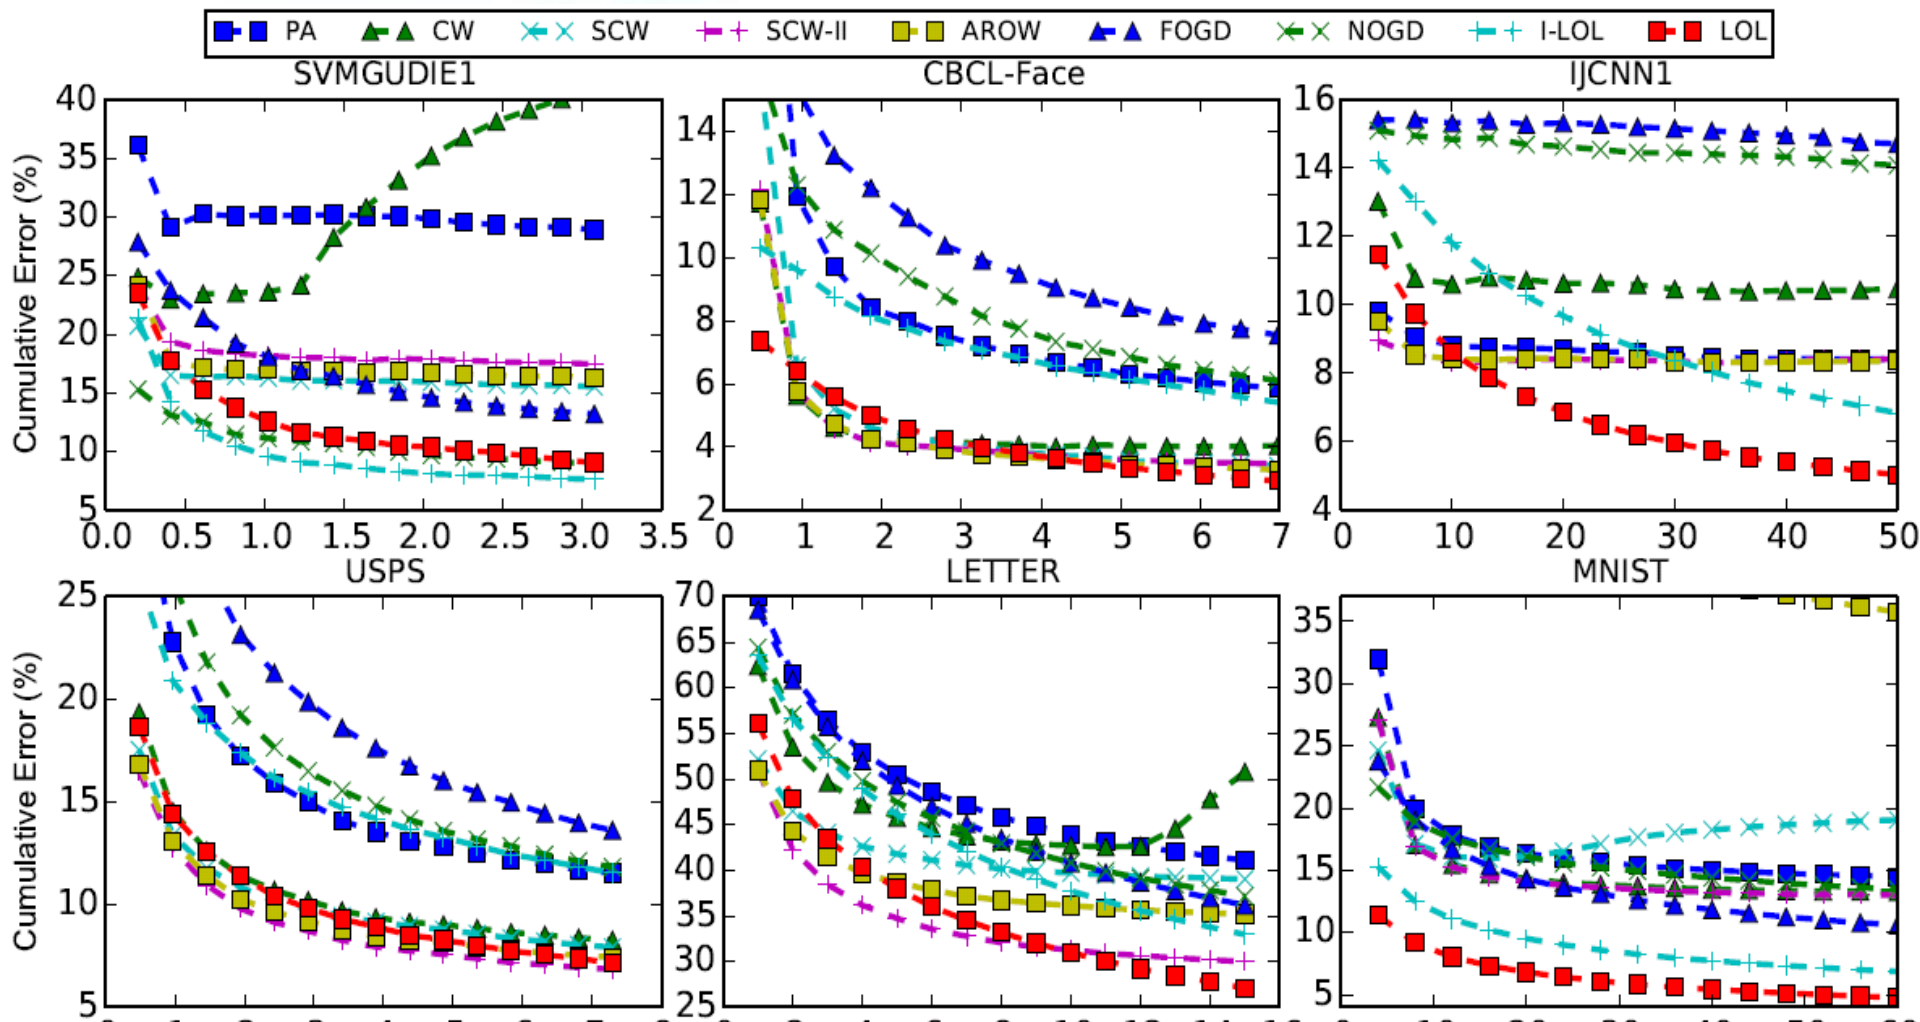 PA CW SCW SCW-II AROW FOGD NOGD I-LOL LOL
SVMGUDIE1 CBCL-Face IJCNN1
Cumulative Error (%)
40 35 30 25 20 15 10 5
0.0 0.5 1.0 1.5 2.0 2.5 3.0 3.5
14 12 10 8 6 4 2
0 1 2 3 4 5 6 7
16 14 12 10 8 6 4
0 10 20 30 40 50
USPS LETTER MNIST
Cumulative Error (%)
25 20 15 10 5
70 65 60 55 50 45 40 35 30 25
35 30 25 20 15 10 5